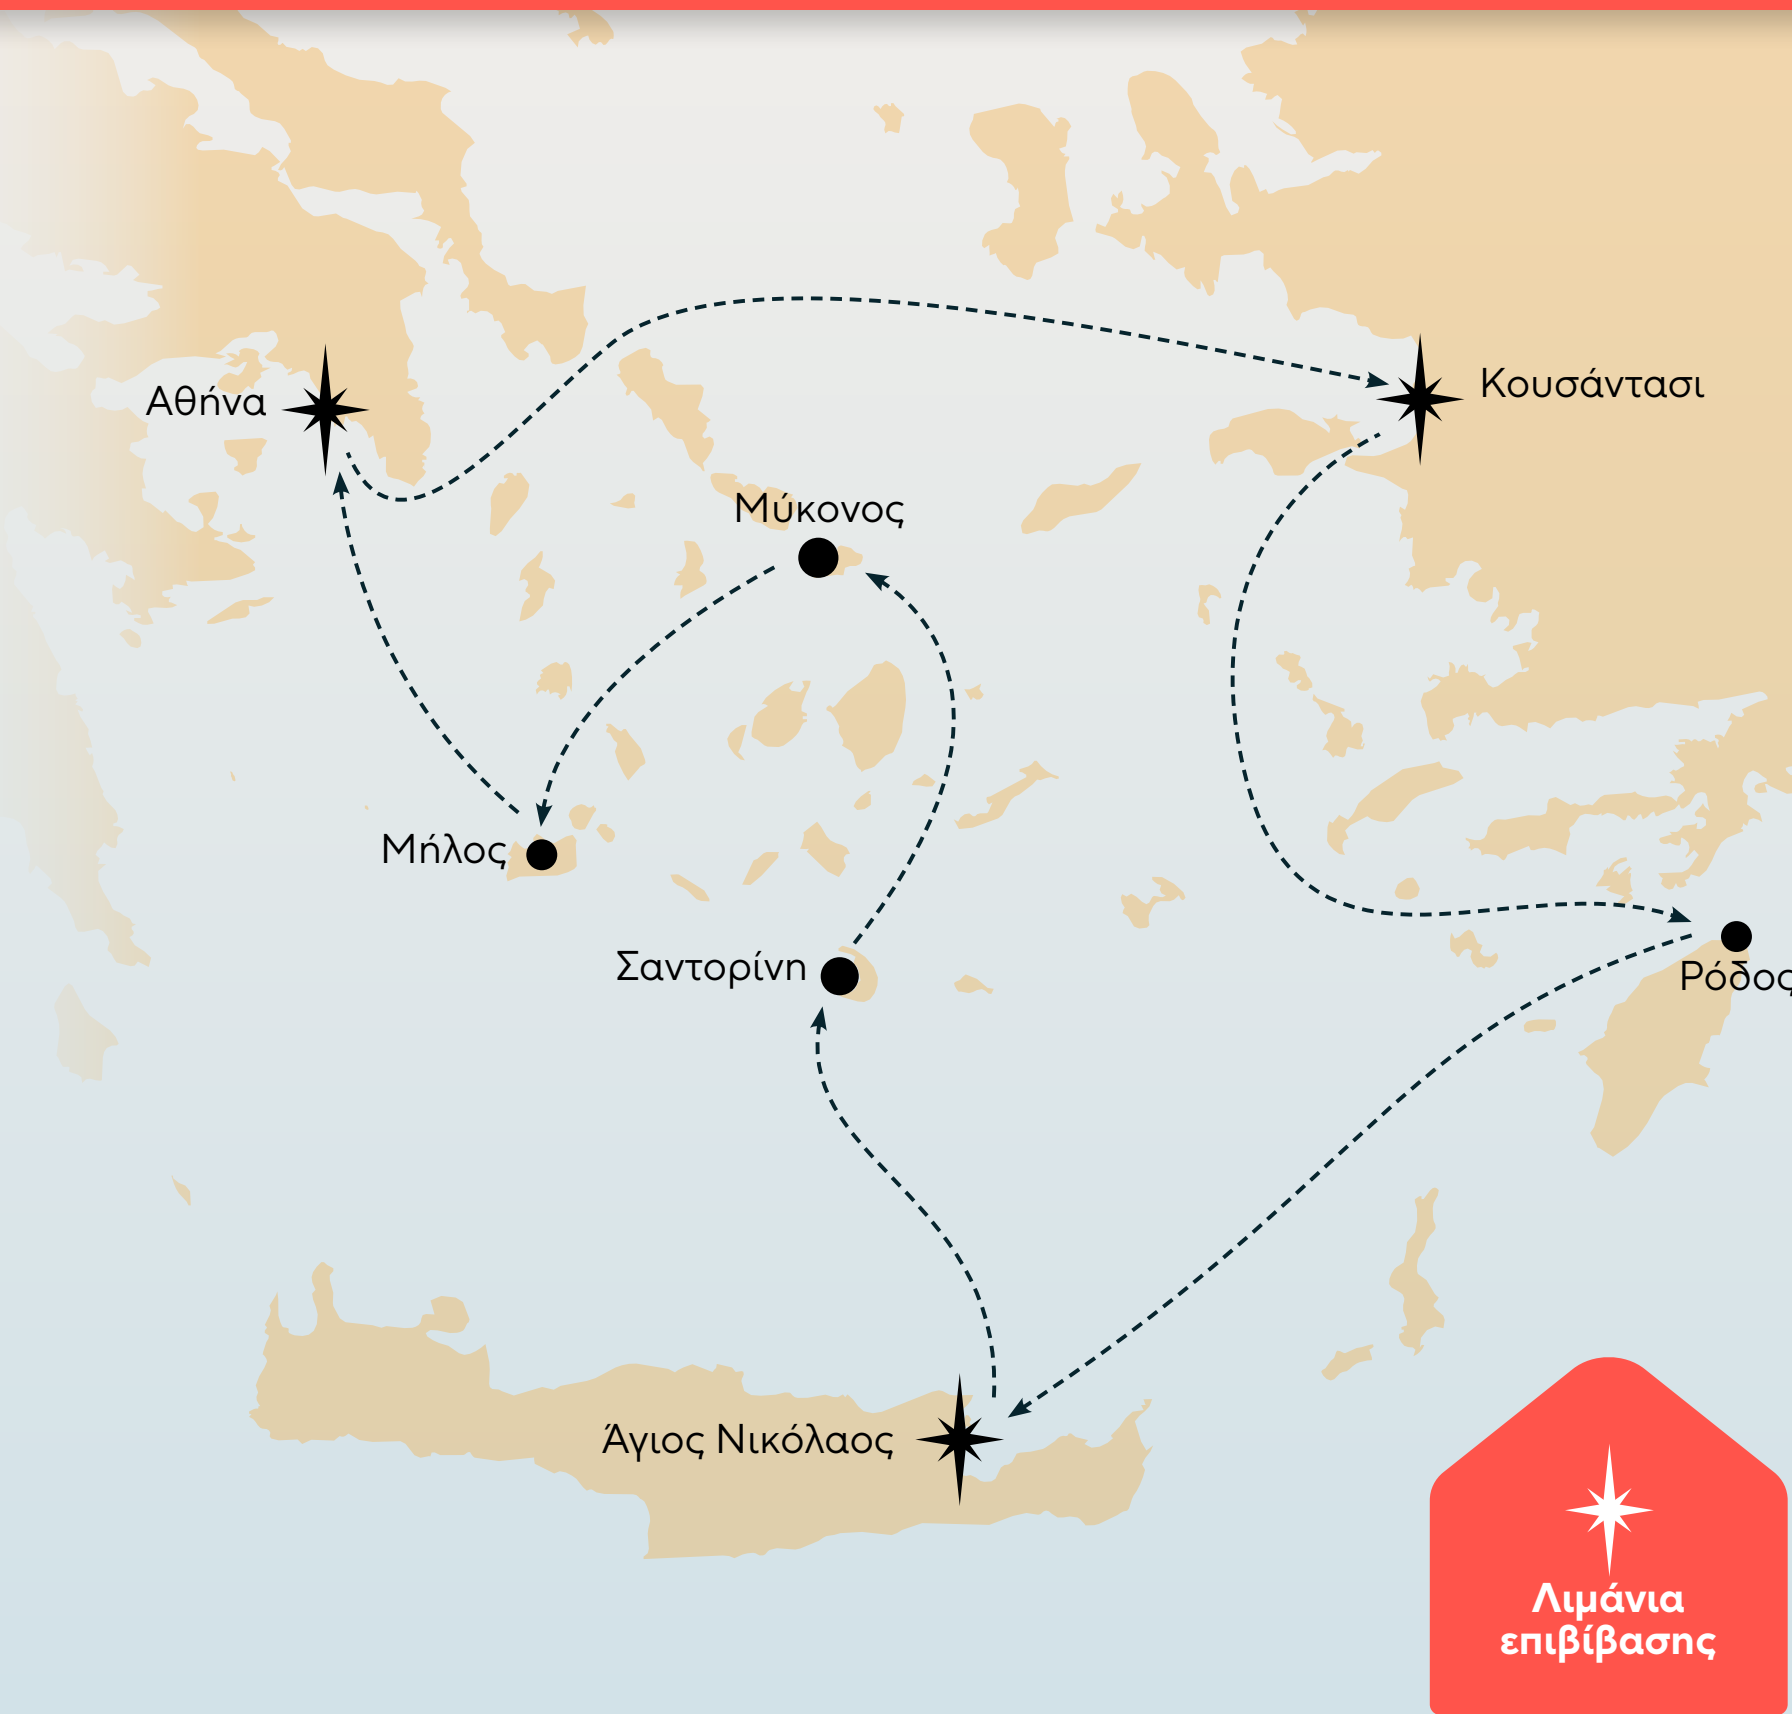 Αθήνα
Κουσάντασι
Μύκονος
Μήλος
Σαντορίνη
Ρόδος
Άγιος Νικόλαος
Λιμάνια
επιβίβασης